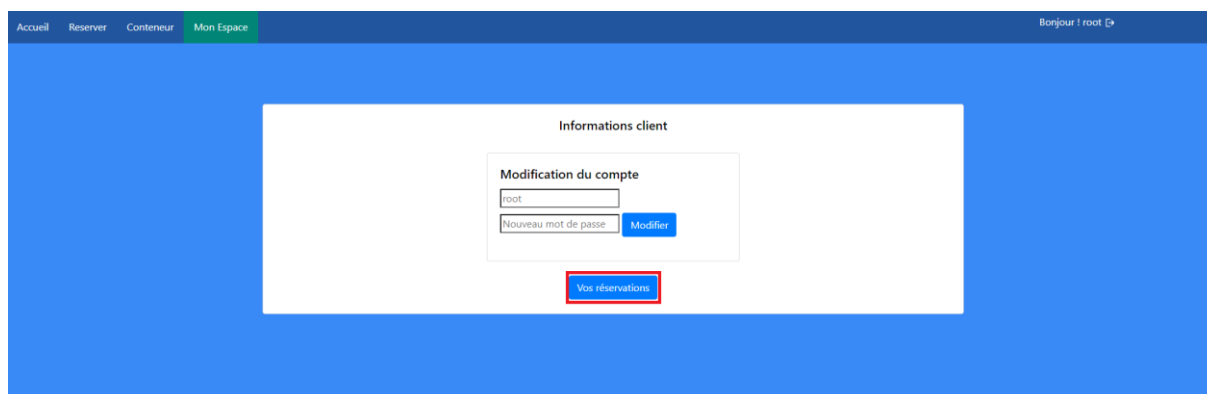 Accueil Reserver Conteneur Mon Espace Bonjour ! root
Informations client
Modification du compte
root
Nouveau mot de passe Modifier
Vos réservations